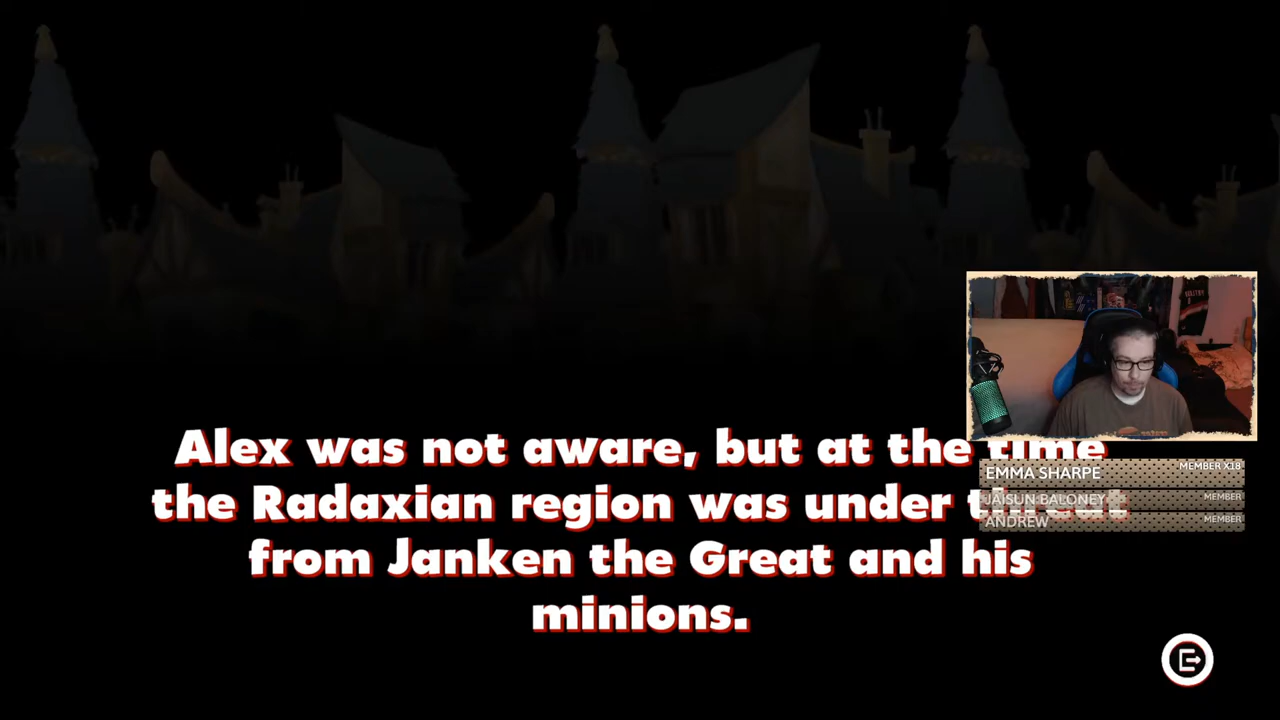 Alex was not aware, but at the time
the Radaxian region was under threat
from Janken the Great and his
minions.
EMMA SHARPE MEMBER X18
JAISUN BALONEY MEMBER
ANDREW MEMBER